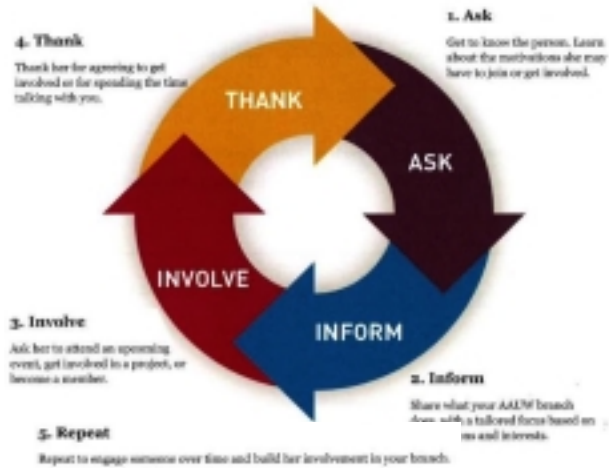 1. Ask
Get to know the person. Learn
about the motivations she may
have to join or get involved.
4. Thank
Thank her for agreeing to get
involved or for spending the time
talking with you.
THANK
ASK
INVOLVE
INFORM
3. Involve
Ask her to attend an upcoming
event, get involved in a project, or
become a member.
2. Inform
Share what your AAUW branch
does, with a tailored focus based on
and interests.
5. Repeat
Repeat to engage someone over time and build her involvement in your branch.